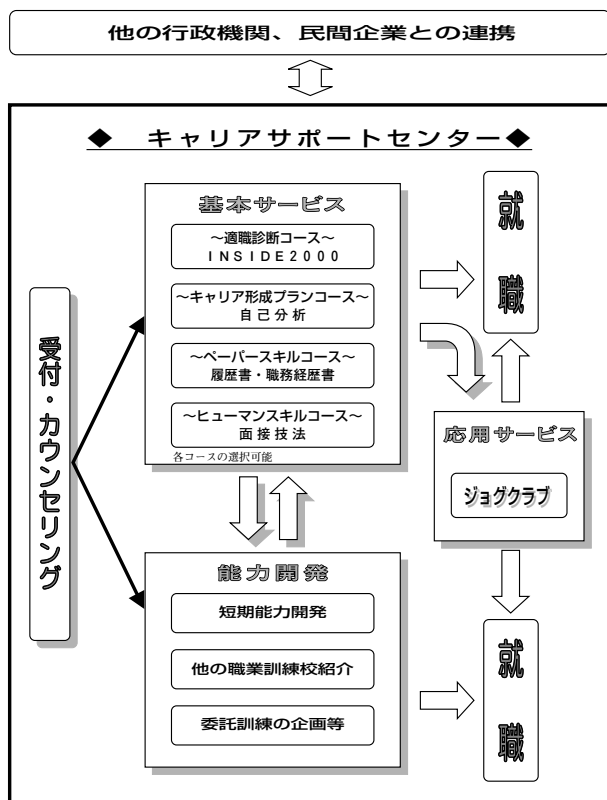 他の行政機関、民間企業との連携
◆ キャリアサポートセンター◆
受付・カウンセリング
基本サービス
～適職診断コース～
ＩＮＳＩＤＥ２０００
～キャリア形成プランコース～
自己分析
～ペーパースキルコース～
履歴書・職務経歴書
～ヒューマンスキルコース～
面接技法
各コースの選択可能
就職
応用サービス
ジョグクラブ
能力開発
短期能力開発
他の職業訓練校紹介
委託訓練の企画等
就職